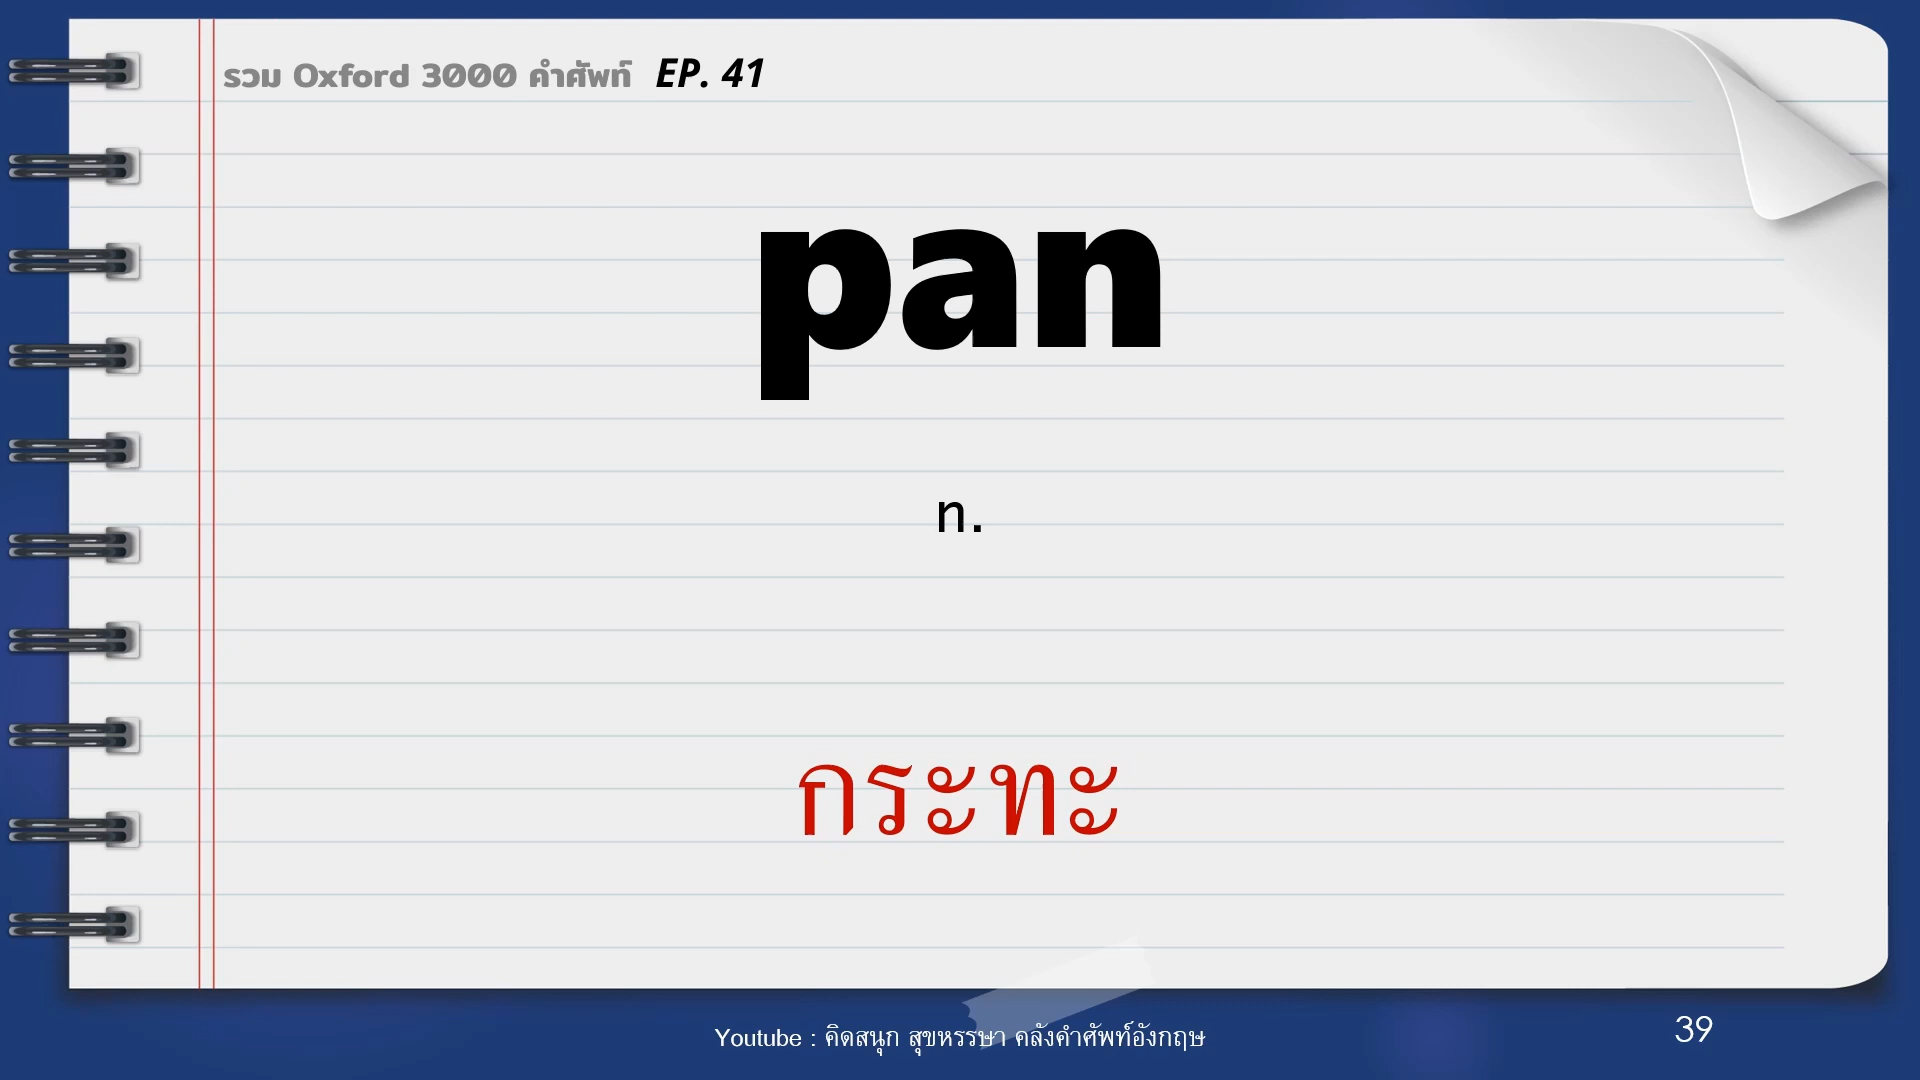 รวม Oxford 3000 คำศัพท์ EP. 41
pan
n.
กระทะ
Youtube : คิดสนุก สุขหรรษา คลังคำศัพท์อังกฤษ
39